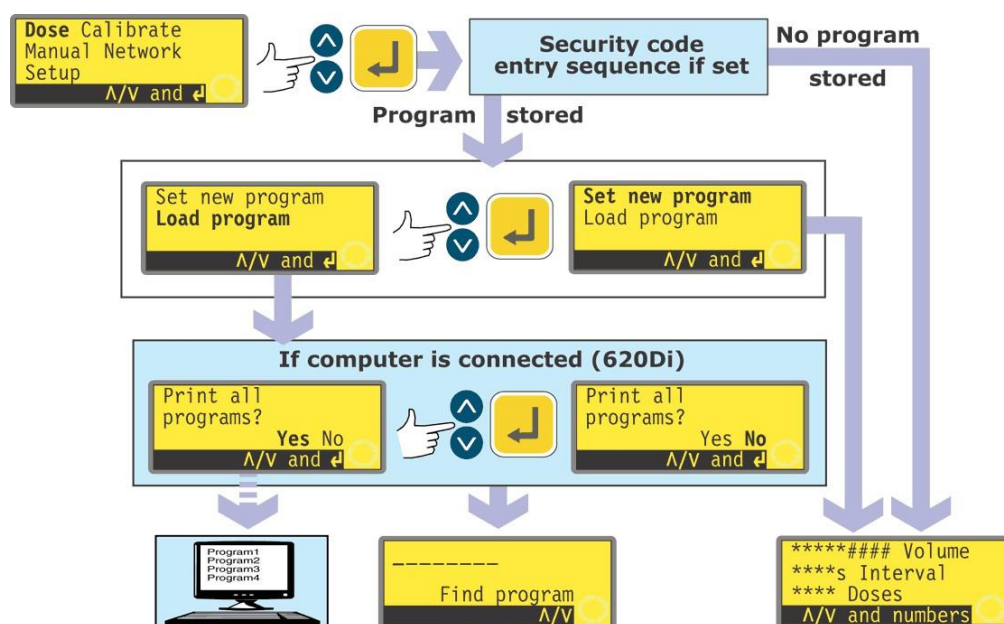 Dose Calibrate
Manual Network
Setup
∧/∨ and ↵
Security code
entry sequence if set
No program
stored
Program stored
Set new program
Load program
∧/∨ and ↵
Set new program
Load program
∧/∨ and ↵
If computer is connected (620Di)
Print all
programs?
Yes No
∧/∨ and ↵
Print all
programs?
Yes No
∧/∨ and ↵
Program1
Program2
Program3
Program4
________
Find program
∧/∨
*****#### Volume
****s Interval
**** Doses
∧/∨ and numbers